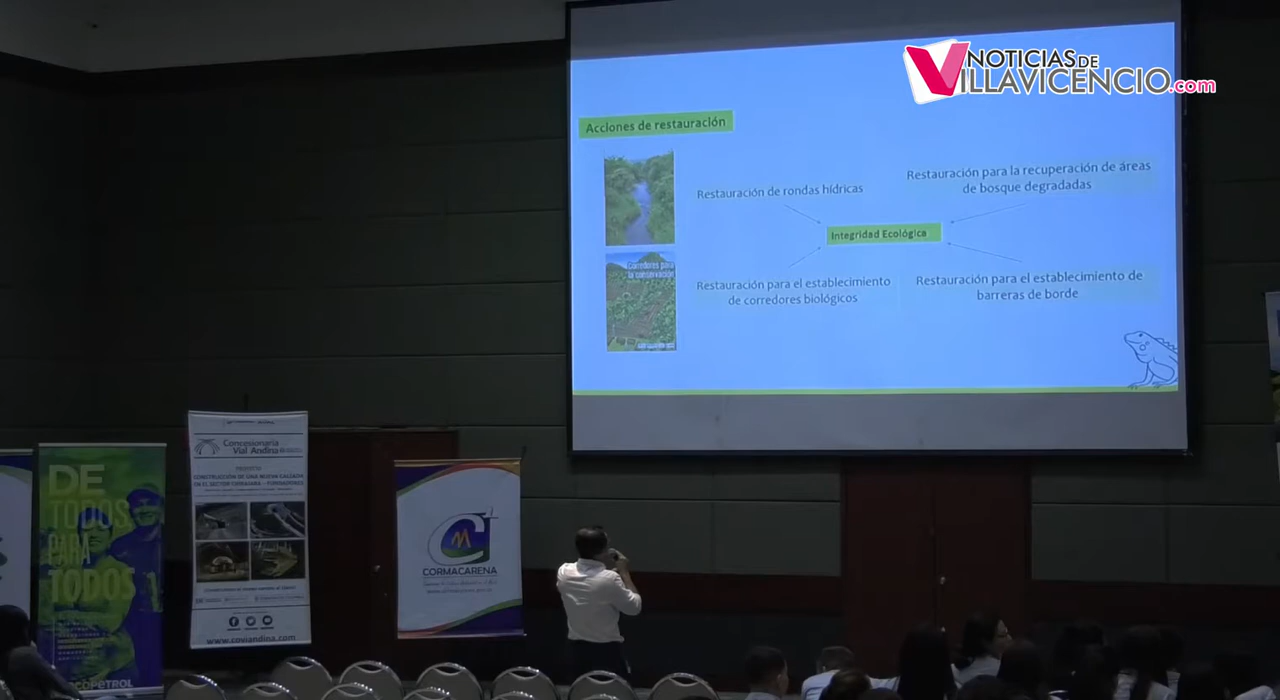 NOTICIAS DE
VILLAVICENCIO.com
Acciones de restauración
Restauración de rondas hídricas
Restauración para la recuperación de áreas
de bosque degradadas
Integridad Ecológica
Corredores para
la conservación
Restauración para el establecimiento
de corredores biológicos
Restauración para el establecimiento de
barreras de borde
DE
TODOS
PARA
TODOS
ECOPETROL
Concesionaria
Vial Andina
PROYECTO
CONSTRUCCIÓN DE UNA NUEVA CALZADA
EN EL SECTOR CHIRAJARA - FUNDADORES
www.coviandina.com
CORMACARENA